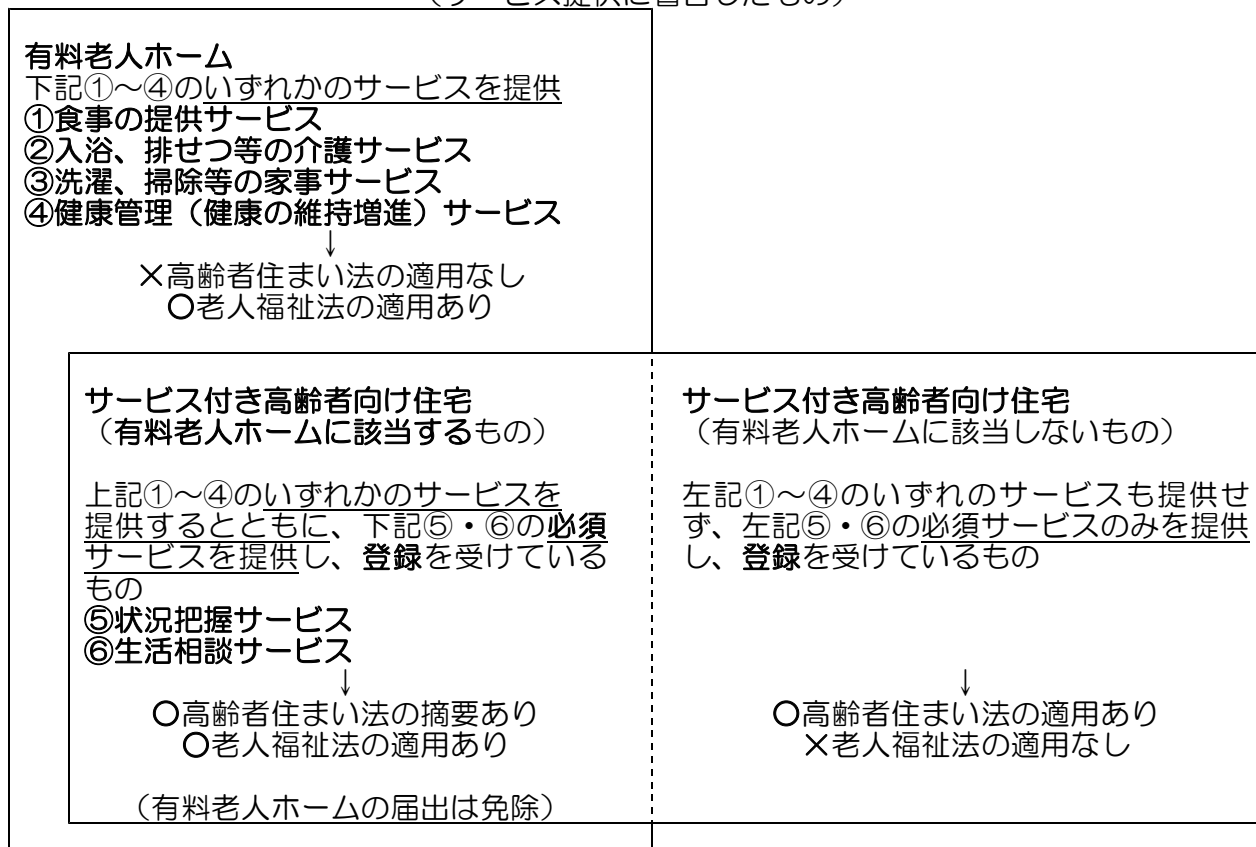 有料老人ホーム
下記①～④のいずれかのサービスを提供
①食事の提供サービス
②入浴、排せつ等の介護サービス
③洗濯、掃除等の家事サービス
④健康管理（健康の維持増進）サービス
↓
×高齢者住まい法の適用なし
○老人福祉法の適用あり
サービス付き高齢者向け住宅
（有料老人ホームに該当するもの）
上記①～④のいずれかのサービスを
提供するとともに、下記⑤・⑥の必須
サービスを提供し、登録を受けている
もの
⑤状況把握サービス
⑥生活相談サービス
↓
○高齢者住まい法の摘要あり
○老人福祉法の適用あり
（有料老人ホームの届出は免除）
サービス付き高齢者向け住宅
（有料老人ホームに該当しないもの）
左記①～④のいずれのサービスも提供せ
ず、左記⑤・⑥の必須サービスのみを提供
し、登録を受けているもの
↓
○高齢者住まい法の適用あり
×老人福祉法の適用なし